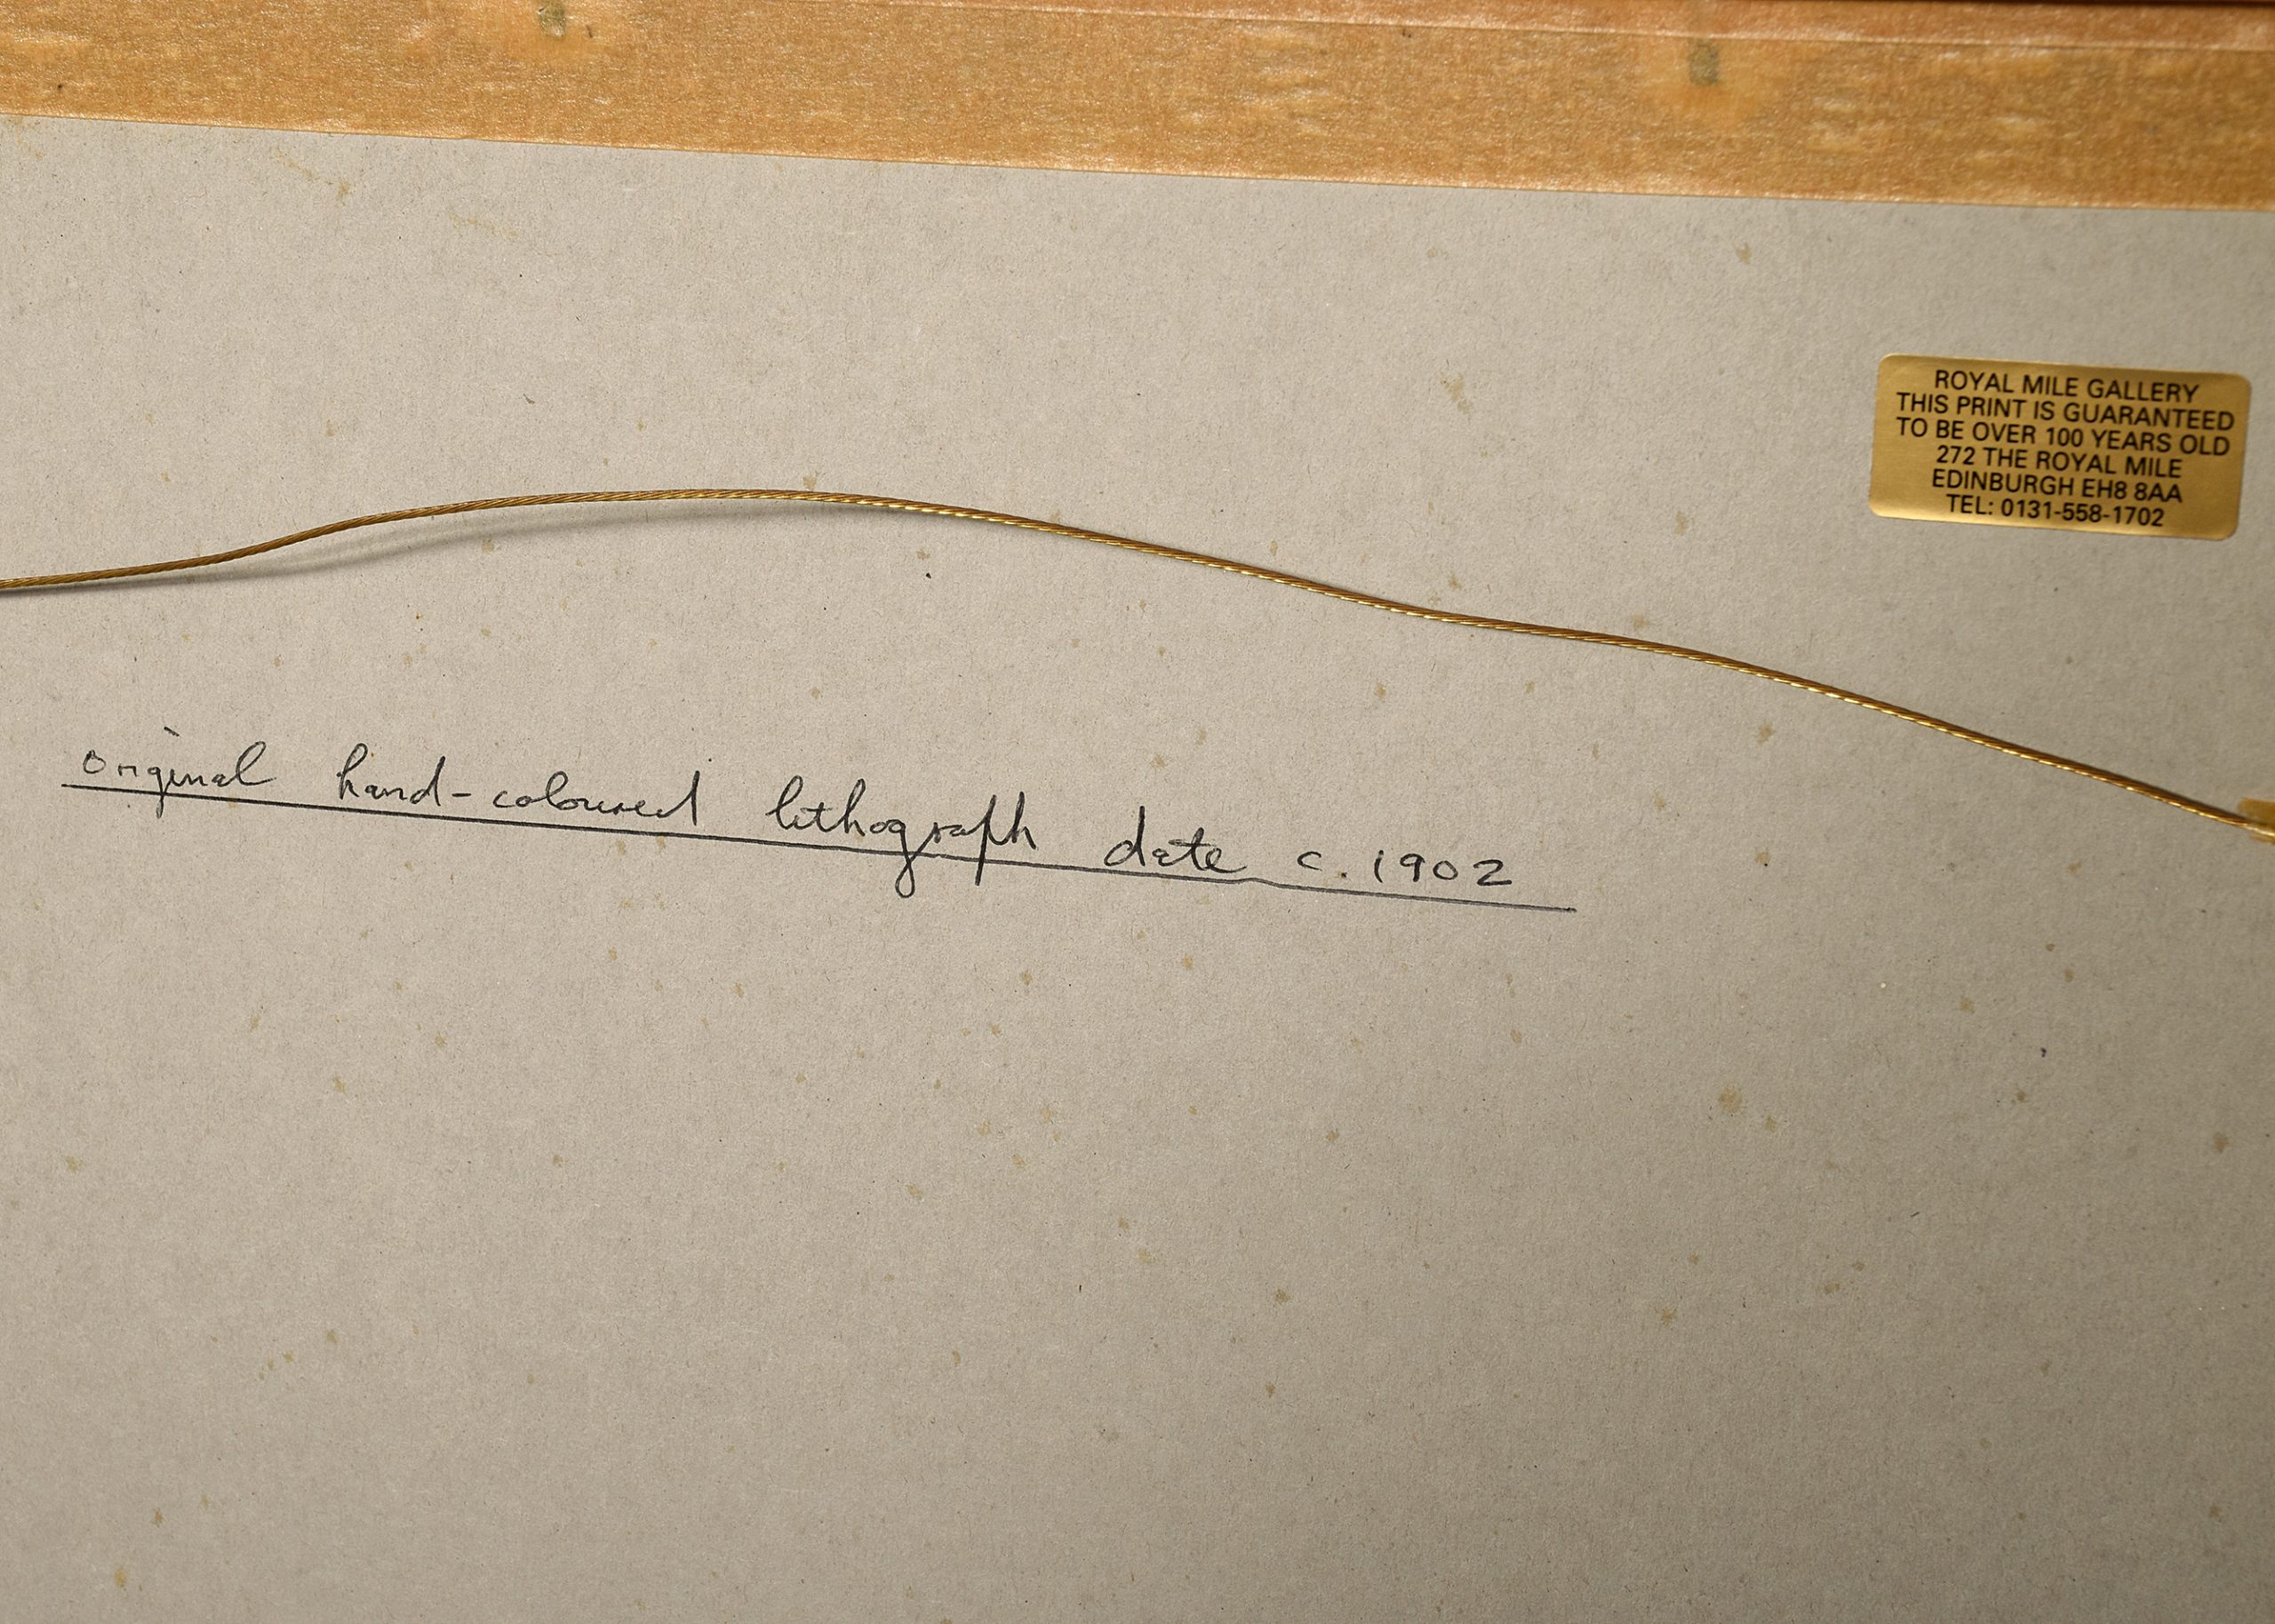 ROYAL MILE GALLERY
THIS PRINT IS GUARANTEED
TO BE OVER 100 YEARS OLD
272 THE ROYAL MILE
EDINBURGH EH8 8AA
TEL: 0131-558-1702
original hand-coloured lithograph date c. 1902